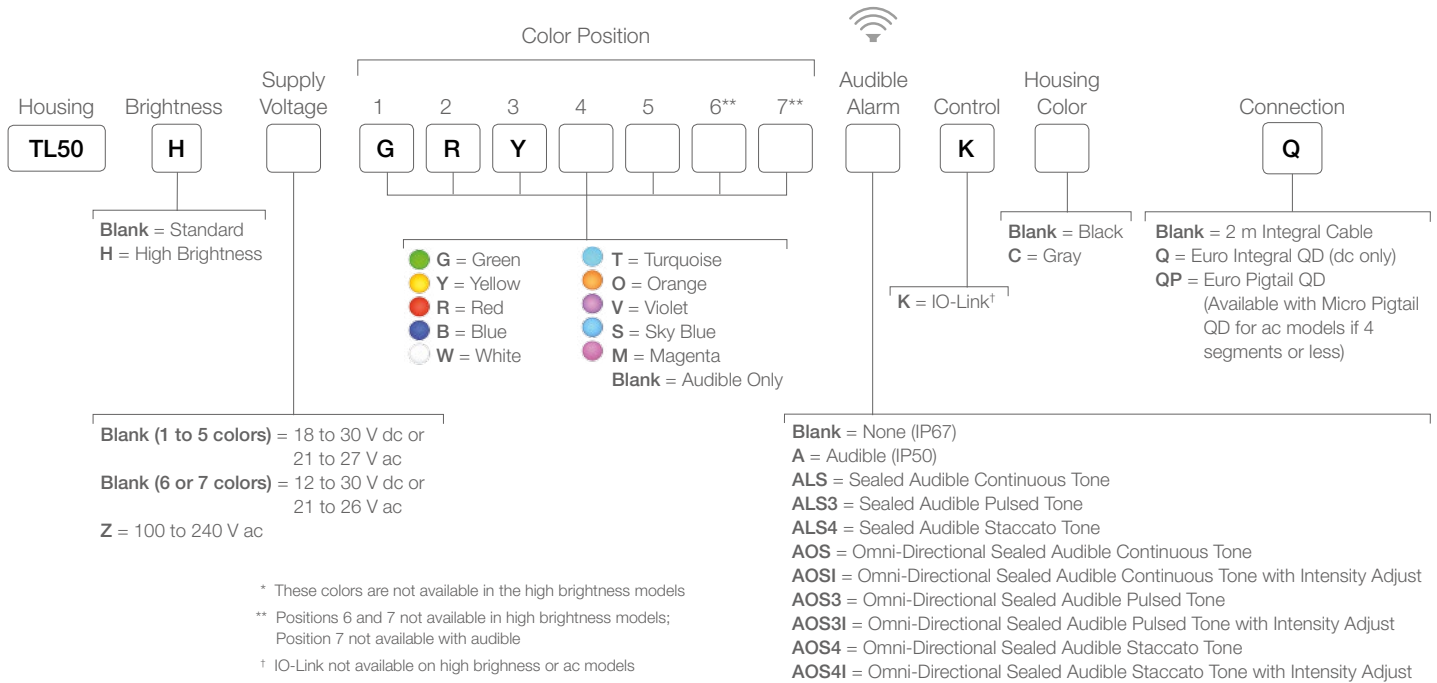 Color Position
Housing Brightness Supply Voltage 1 2 3 4 5 6** 7** Audible Alarm Control Housing Color Connection
TL50 H G R Y K Q
Blank = Standard
H = High Brightness
G = Green
Y = Yellow
R = Red
B = Blue
W = White
T = Turquoise
O = Orange
V = Violet
S = Sky Blue
M = Magenta
Blank = Audible Only
K = IO-Link†
Blank = Black
C = Gray
Blank = 2 m Integral Cable
Q = Euro Integral QD (dc only)
QP = Euro Pigtail QD
(Available with Micro Pigtail
QD for ac models if 4
segments or less)
Blank (1 to 5 colors) = 18 to 30 V dc or
21 to 27 V ac
Blank (6 or 7 colors) = 12 to 30 V dc or
21 to 26 V ac
Z = 100 to 240 V ac
Blank = None (IP67)
A = Audible (IP50)
ALS = Sealed Audible Continuous Tone
ALS3 = Sealed Audible Pulsed Tone
ALS4 = Sealed Audible Staccato Tone
AOS = Omni-Directional Sealed Audible Continuous Tone
AOSI = Omni-Directional Sealed Audible Continuous Tone with Intensity Adjust
AOS3 = Omni-Directional Sealed Audible Pulsed Tone
AOS3I = Omni-Directional Sealed Audible Pulsed Tone with Intensity Adjust
AOS4 = Omni-Directional Sealed Audible Staccato Tone
AOS4I = Omni-Directional Sealed Audible Staccato Tone with Intensity Adjust
* These colors are not available in the high brightness models
** Positions 6 and 7 not available in high brightness models;
Position 7 not available with audible
† IO-Link not available on high brighness or ac models